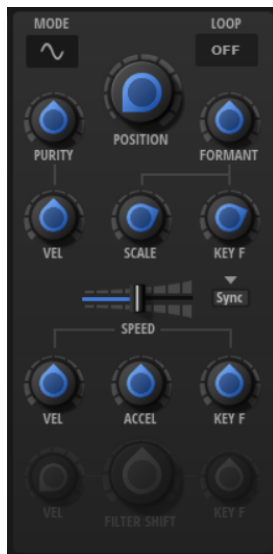 MODE LOOP
OFF
POSITION
PURITY FORMANT
VEL SCALE KEY F
Sync
SPEED
VEL ACCEL KEY F
VEL FILTER SHIFT KEY F